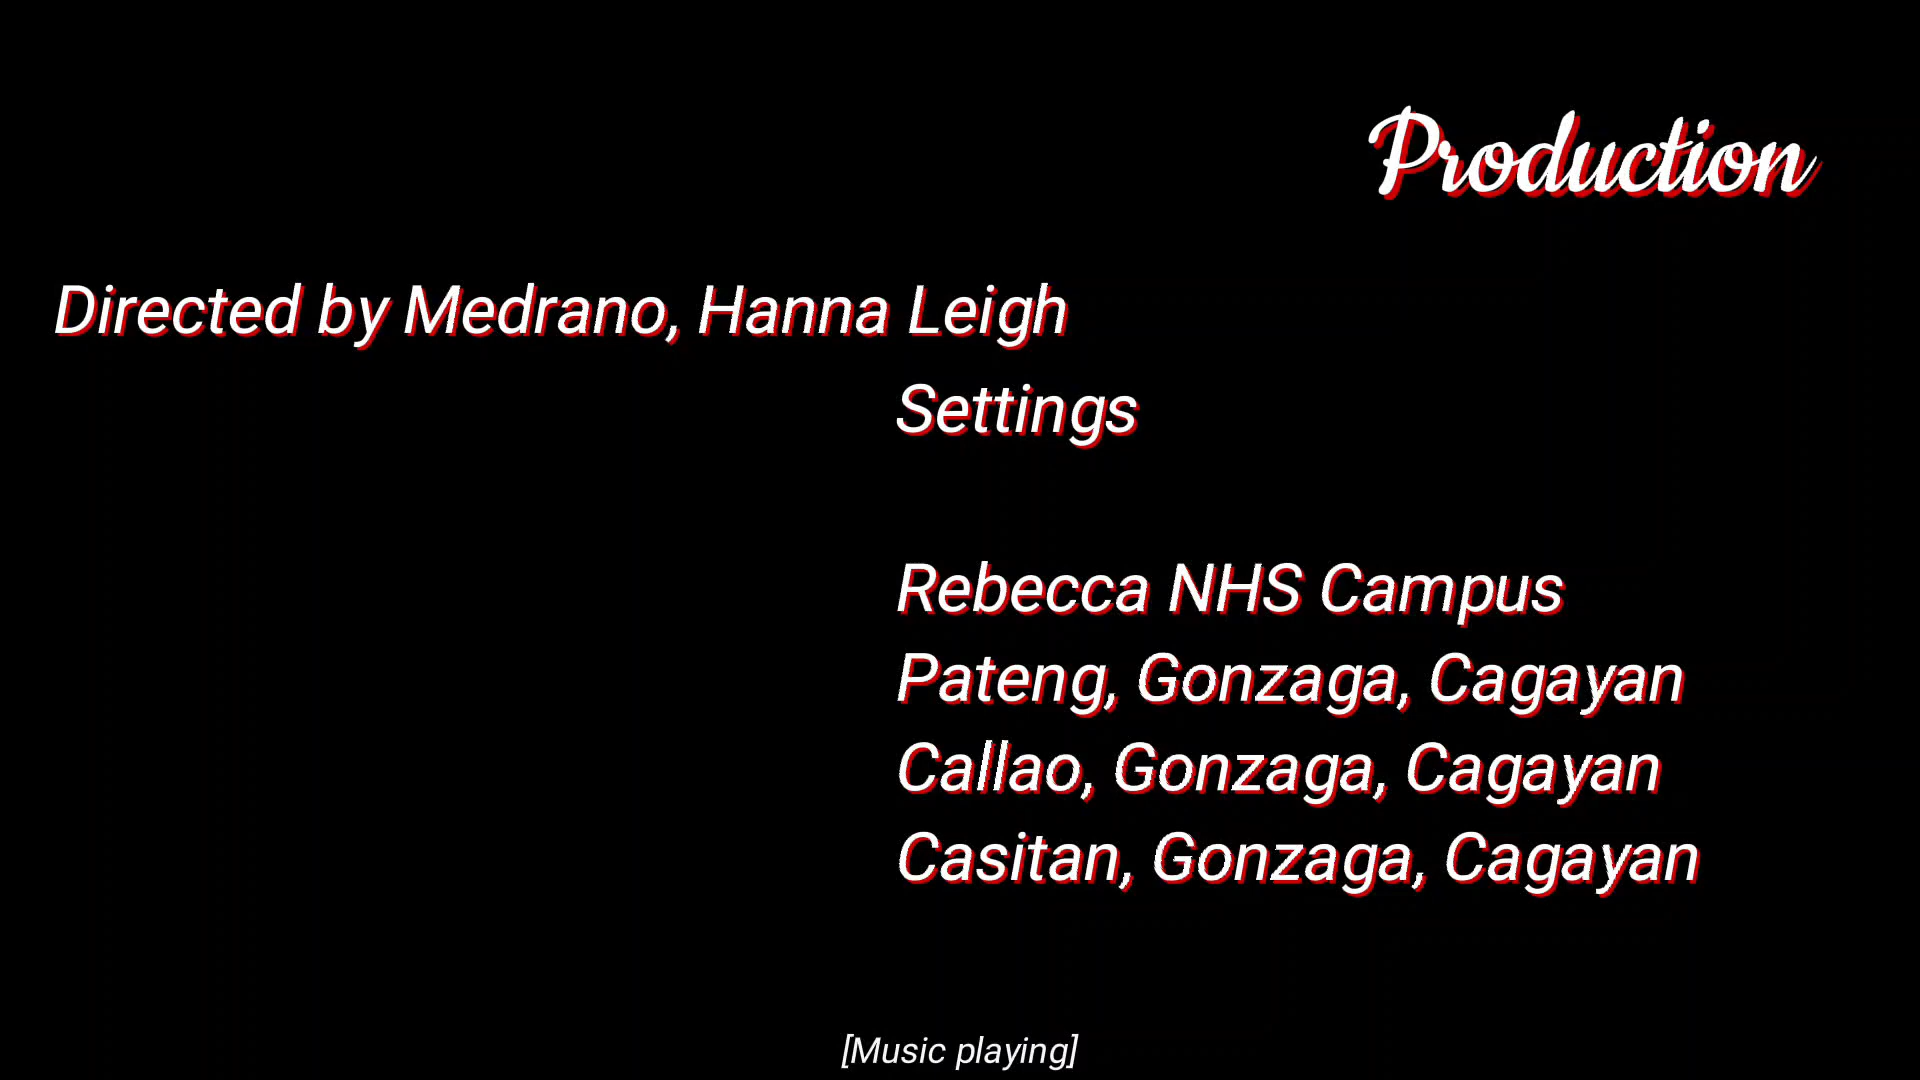 Production
Directed by Medrano, Hanna Leigh
Settings
Rebecca NHS Campus
Pateng, Gonzaga, Cagayan
Callao, Gonzaga, Cagayan
Casitan, Gonzaga, Cagayan
[Music playing]